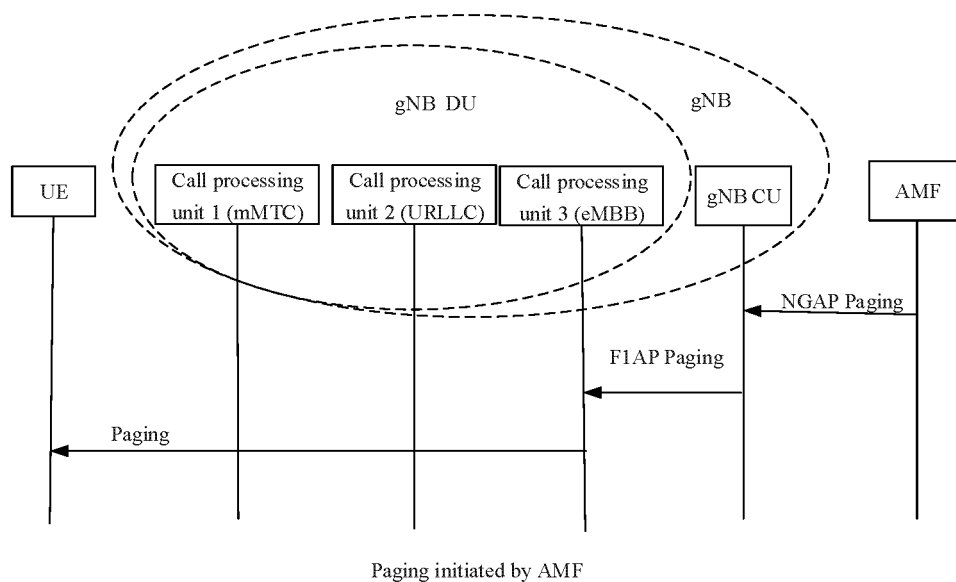 gNB DU
gNB
UE
Call processing
unit 1 (mMTC)
Call processing
unit 2 (URLLC)
Call processing
unit 3 (eMBB)
gNB CU
AMF
NGAP Paging
F1AP Paging
Paging
Paging initiated by AMF